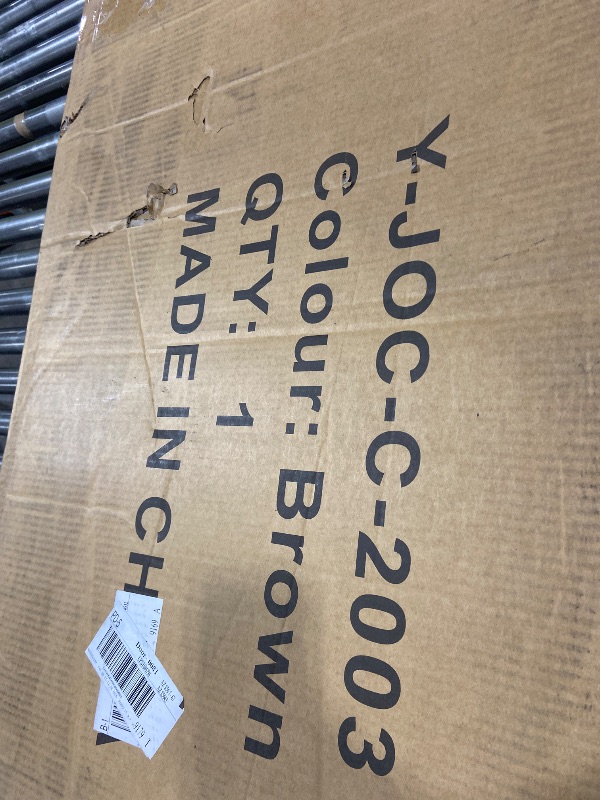 Y-JOC-C-2003
Colour: Brown
QTY: 1
MADE IN CH